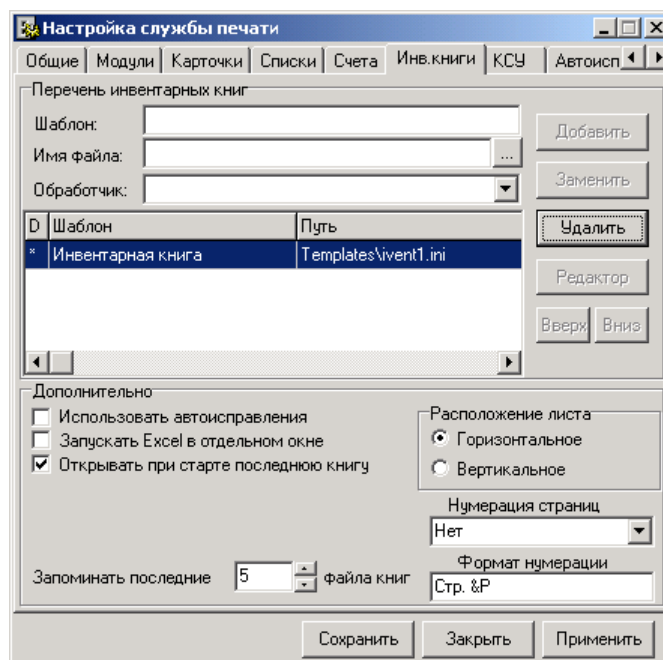 Настройка службы печати
Общие Модули Карточки Списки Счета Инв.книги КСУ Автоисп
Перечень инвентарных книг
Шаблон:
Добавить
Имя файла: ...
Заменить
Обработчик:
D Шаблон Путь
Удалить
* Инвентарная книга Templates\ivent1.ini
Редактор
Вверх Вниз
Дополнительно
Использовать автоисправления
Запускать Excel в отдельном окне
Открывать при старте последнюю книгу
Расположение листа
Горизонтальное
Вертикальное
Нумерация страниц
Нет
Запоминать последние 5 файла книг
Формат нумерации
Стр. &P
Сохранить Закрыть Применить